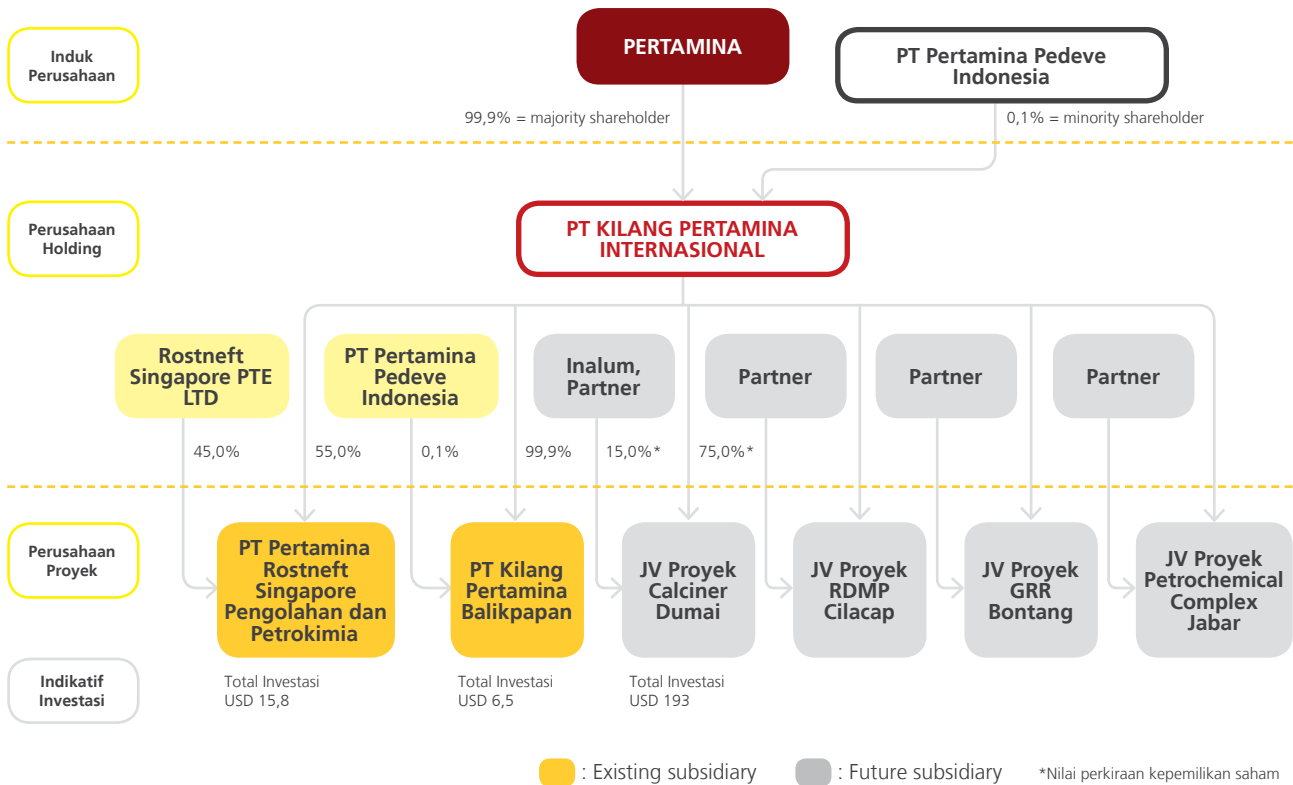 Induk
Perusahaan
PERTAMINA
PT Pertamina Pedeve
Indonesia
99,9% = majority shareholder
0,1% = minority shareholder
Perusahaan
Holding
PT KILANG PERTAMINA
INTERNASIONAL
Rostneft
Singapore PTE
LTD
PT Pertamina
Pedeve
Indonesia
Inalum,
Partner
Partner
Partner
Partner
45,0%
55,0%
0,1%
99,9%
15,0%*
75,0%*
Perusahaan
Proyek
PT Pertamina
Rostneft
Singapore
Pengolahan dan
Petrokimia
PT Kilang
Pertamina
Balikpapan
JV Proyek
Calciner
Dumai
JV Proyek
RDMP
Cilacap
JV Proyek
GRR
Bontang
JV Proyek
Petrochemical
Complex
Jabar
Indikatif
Investasi
Total Investasi
USD 15,8
Total Investasi
USD 6,5
Total Investasi
USD 193
: Existing subsidiary
: Future subsidiary
*Nilai perkiraan kepemilikan saham